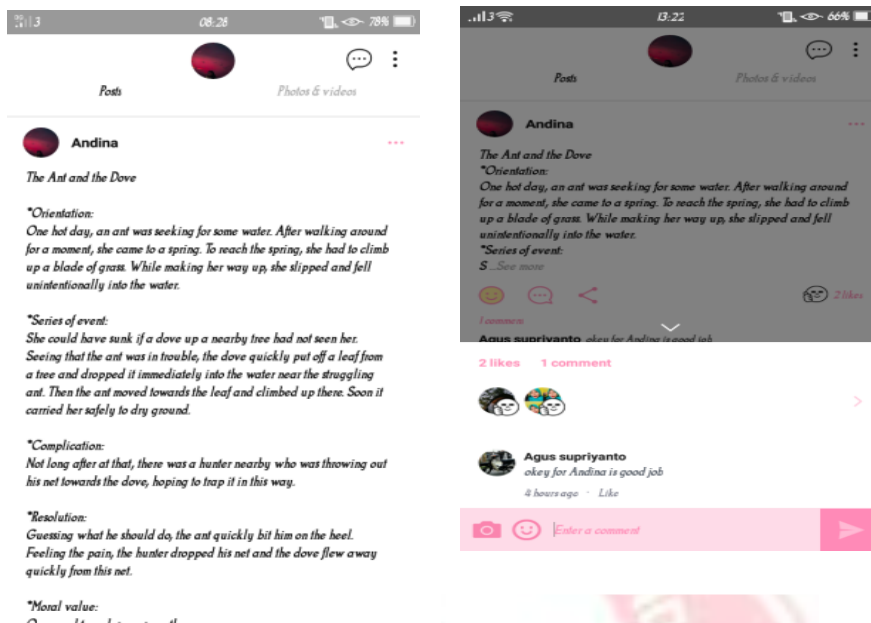 3G 3 08:28 78%
Posts Photos & videos
Andina
The Ant and the Dove
"Orientation:
One hot day, an ant was seeking for some water. After walking around
for a moment, she came to a spring. To reach the spring, she had to climb
up a blade of grass. While making her way up, she slipped and fell
unintentionally into the water.
"Series of event:
She could have sunk if a dove up a nearby tree had not seen her.
Seeing that the ant was in trouble, the dove quickly put off a leaf from
a tree and dropped it immediately into the water near the struggling
ant. Then the ant moved towards the leaf and climbed up there. Soon it
carried her safely to dry ground.
"Complication:
Not long after at that, there was a hunter nearby who was throwing out
his net towards the dove, hoping to trap it in this way.
"Resolution:
Guessing what he should do, the ant quickly bit him on the heel.
Feeling the pain, the hunter dropped his net and the dove flew away
quickly from this net.
"Moral value:
3 13:22 66%
Posts Photos & videos
Andina
The Ant and the Dove
"Orientation:
One hot day, an ant was seeking for some water. After walking around
for a moment, she came to a spring. To reach the spring, she had to climb
up a blade of grass. While making her way up, she slipped and fell
unintentionally into the water.
"Series of event:
S ...See more
2 likes
1 comment
Agus supriyanto okey for Andina is good job
2 likes 1 comment
Agus supriyanto
okey for Andina is good job
4 hours ago · Like
Enter a comment